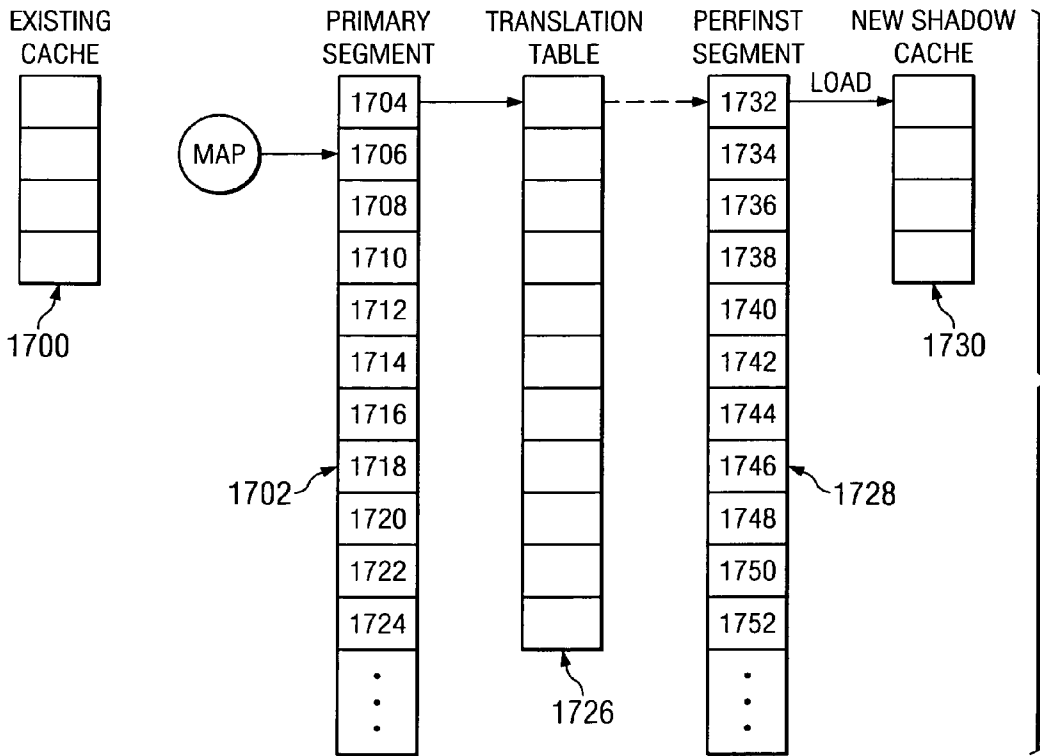 EXISTING
CACHE
PRIMARY
SEGMENT
TRANSLATION
TABLE
PERFINST
SEGMENT
NEW SHADOW
CACHE
LOAD
MAP
1704
1706
1708
1710
1712
1714
1716
1718
1720
1722
1724
1732
1734
1736
1738
1740
1742
1744
1746
1748
1750
1752
1700
1730
1702
1728
1726